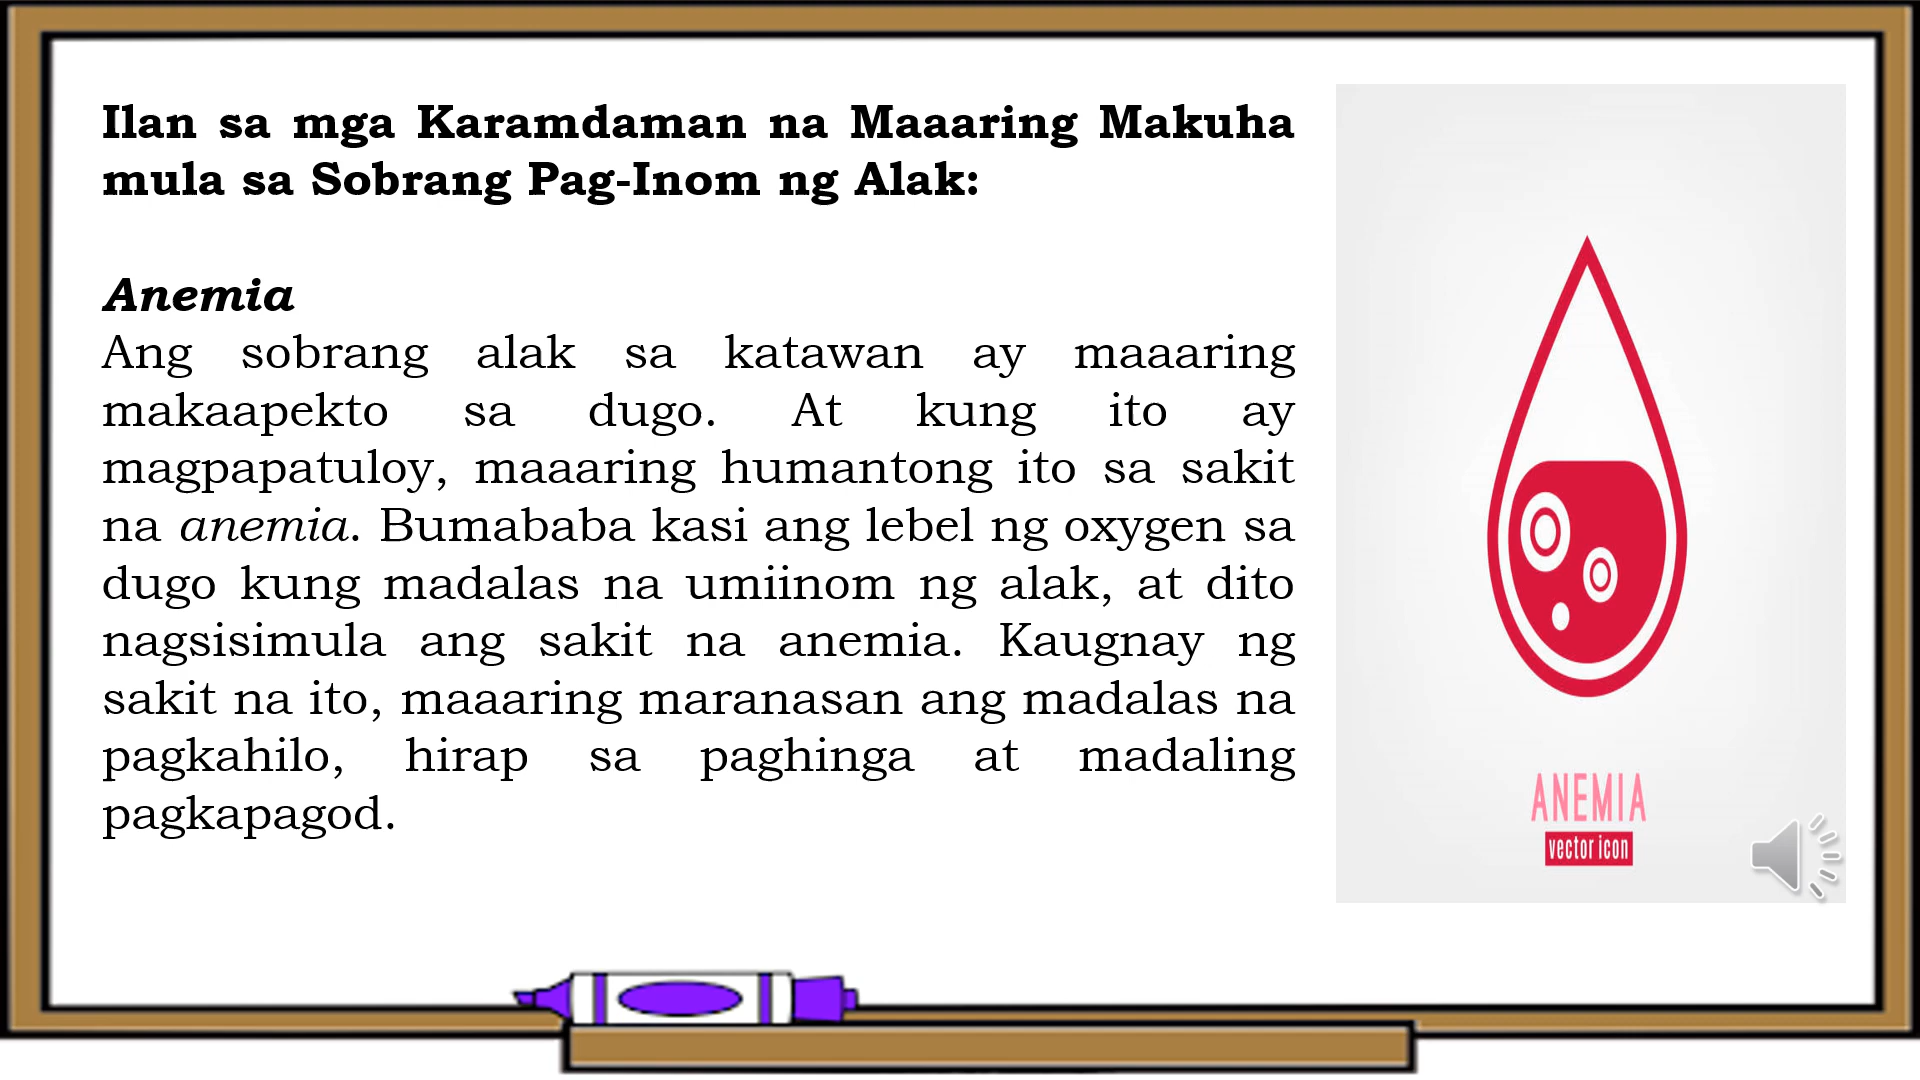 Ilan sa mga Karamdaman na Maaaring Makuha
mula sa Sobrang Pag-Inom ng Alak:
Anemia
Ang sobrang alak sa katawan ay maaaring
makaapekto sa dugo. At kung ito ay
magpapatuloy, maaaring humantong ito sa sakit
na anemia. Bumababa kasi ang lebel ng oxygen sa
dugo kung madalas na umiinom ng alak, at dito
nagsisimula ang sakit na anemia. Kaugnay ng
sakit na ito, maaaring maranasan ang madalas na
pagkahilo, hirap sa paghinga at madaling
pagkapagod.
ANEMIA
vector icon